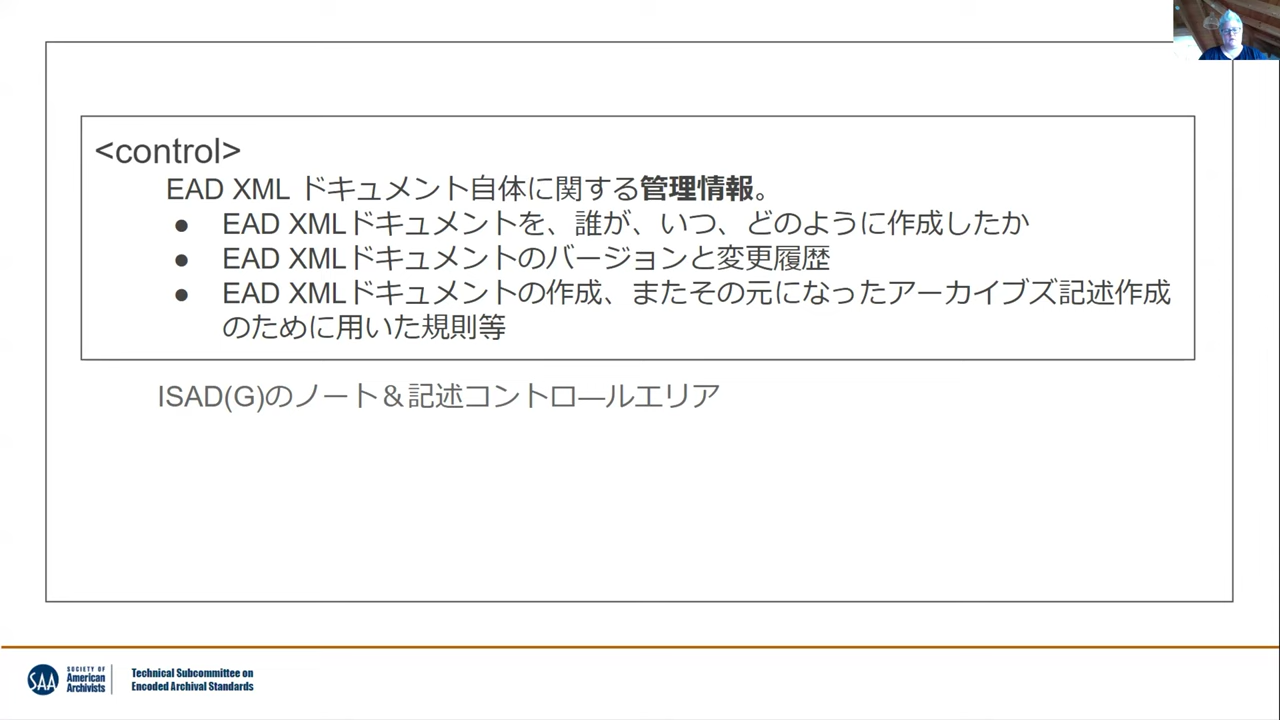 <control>
EAD XML ドキュメント自体に関する管理情報。
● EAD XMLドキュメントを、誰が、いつ、どのように作成したか
● EAD XMLドキュメントのバージョンと変更履歴
● EAD XMLドキュメントの作成、またその元になったアーカイブズ記述作成
のために用いた規則等
ISAD(G)のノート＆記述コントロ―ルエリア
SAA
SOCIETY OF
American
Archivists
Technical Subcommittee on
Encoded Archival Standards